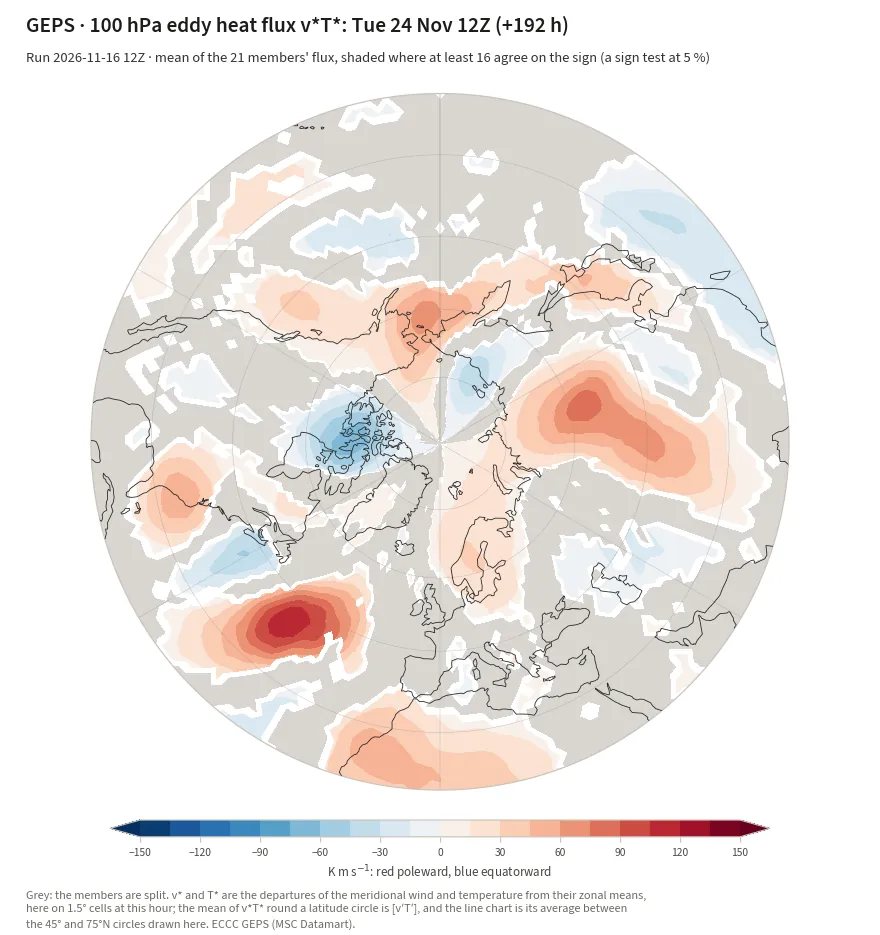 GEPS · 100 hPa eddy heat flux v*T*: Tue 24 Nov 12Z (+192 h)
Run 2026-11-16 12Z · mean of the 21 members' flux, shaded where at least 16 agree on the sign (a sign test at 5 %)
−150 −120 −90 −60 −30 0 30 60 90 120 150
K m s⁻¹: red poleward, blue equatorward
Grey: the members are split. v* and T* are the departures of the meridional wind and temperature from their zonal means,
here on 1.5° cells at this hour; the mean of v*T* round a latitude circle is [v′T′], and the line chart is its average between
the 45° and 75°N circles drawn here. ECCC GEPS (MSC Datamart).